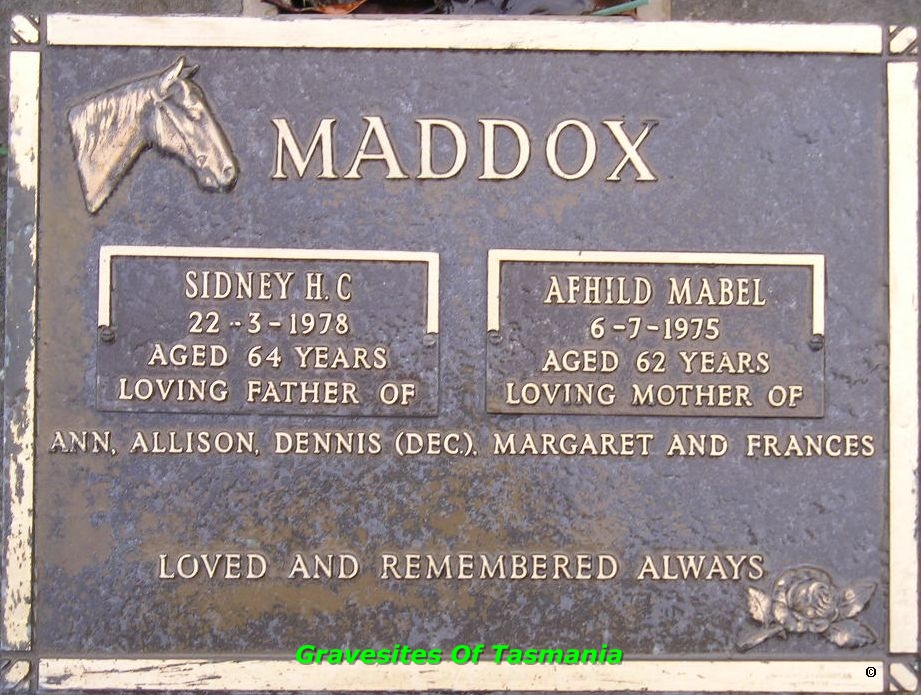 MADDOX
SIDNEY H. C
22-3-1978
AGED 64 YEARS
LOVING FATHER OF
AFHILD MABEL
6-7-1975
AGED 62 YEARS
LOVING MOTHER OF
ANN, ALLISON, DENNIS (DEC.), MARGARET AND FRANCES
LOVED AND REMEMBERED ALWAYS
Gravesites Of Tasmania
©